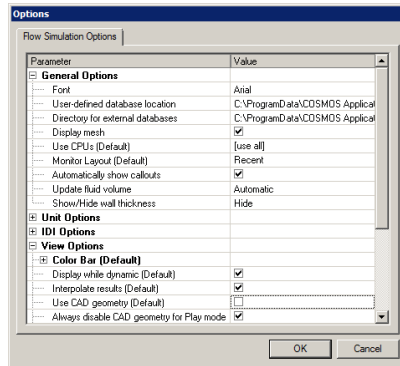 Options
Flow Simulation Options
Parameter Value
General Options
Font Arial
User-defined database location C:\ProgramData\COSMOS Applicat
Directory for external databases C:\ProgramData\COSMOS Applicat
Display mesh
Use CPUs (Default) [use all]
Monitor Layout (Default) Recent
Automatically show callouts
Update fluid volume Automatic
Show/Hide wall thickness Hide
Unit Options
IDI Options
View Options
Color Bar (Default)
Display while dynamic (Default)
Interpolate results (Default)
Use CAD geometry (Default)
Always disable CAD geometry for Play mode
OK Cancel